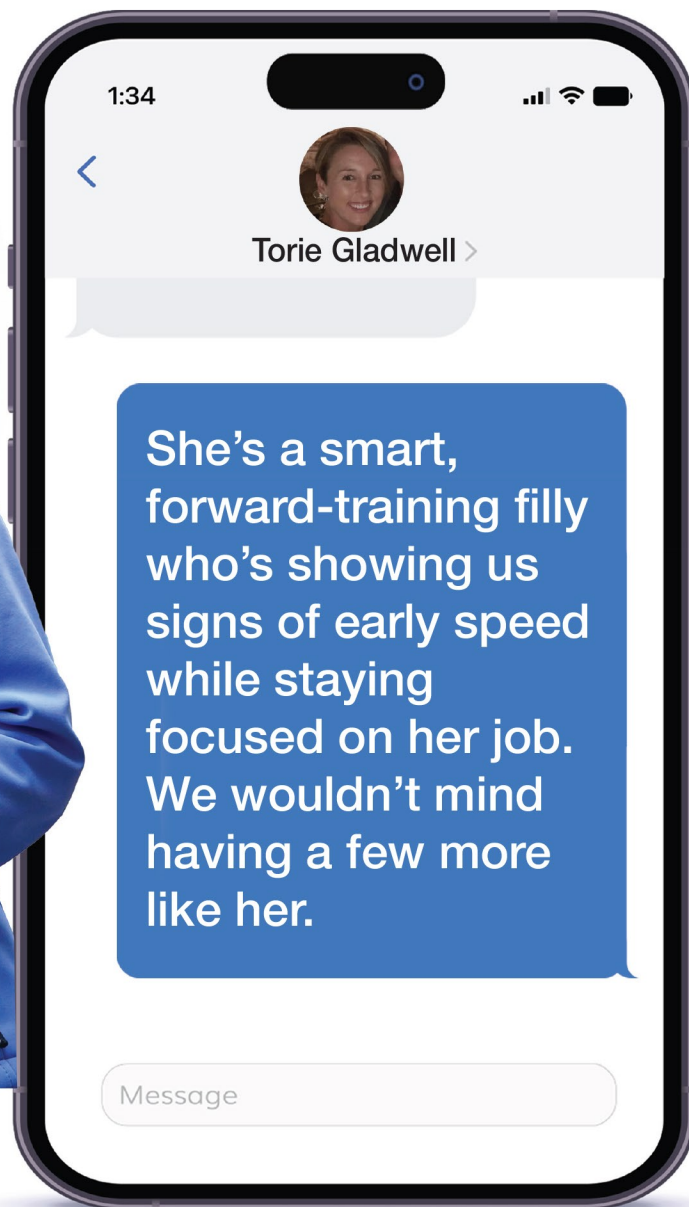 1:34
Torie Gladwell
She’s a smart,
forward-training filly
who’s showing us
signs of early speed
while staying
focused on her job.
We wouldn’t mind
having a few more
like her.
Message